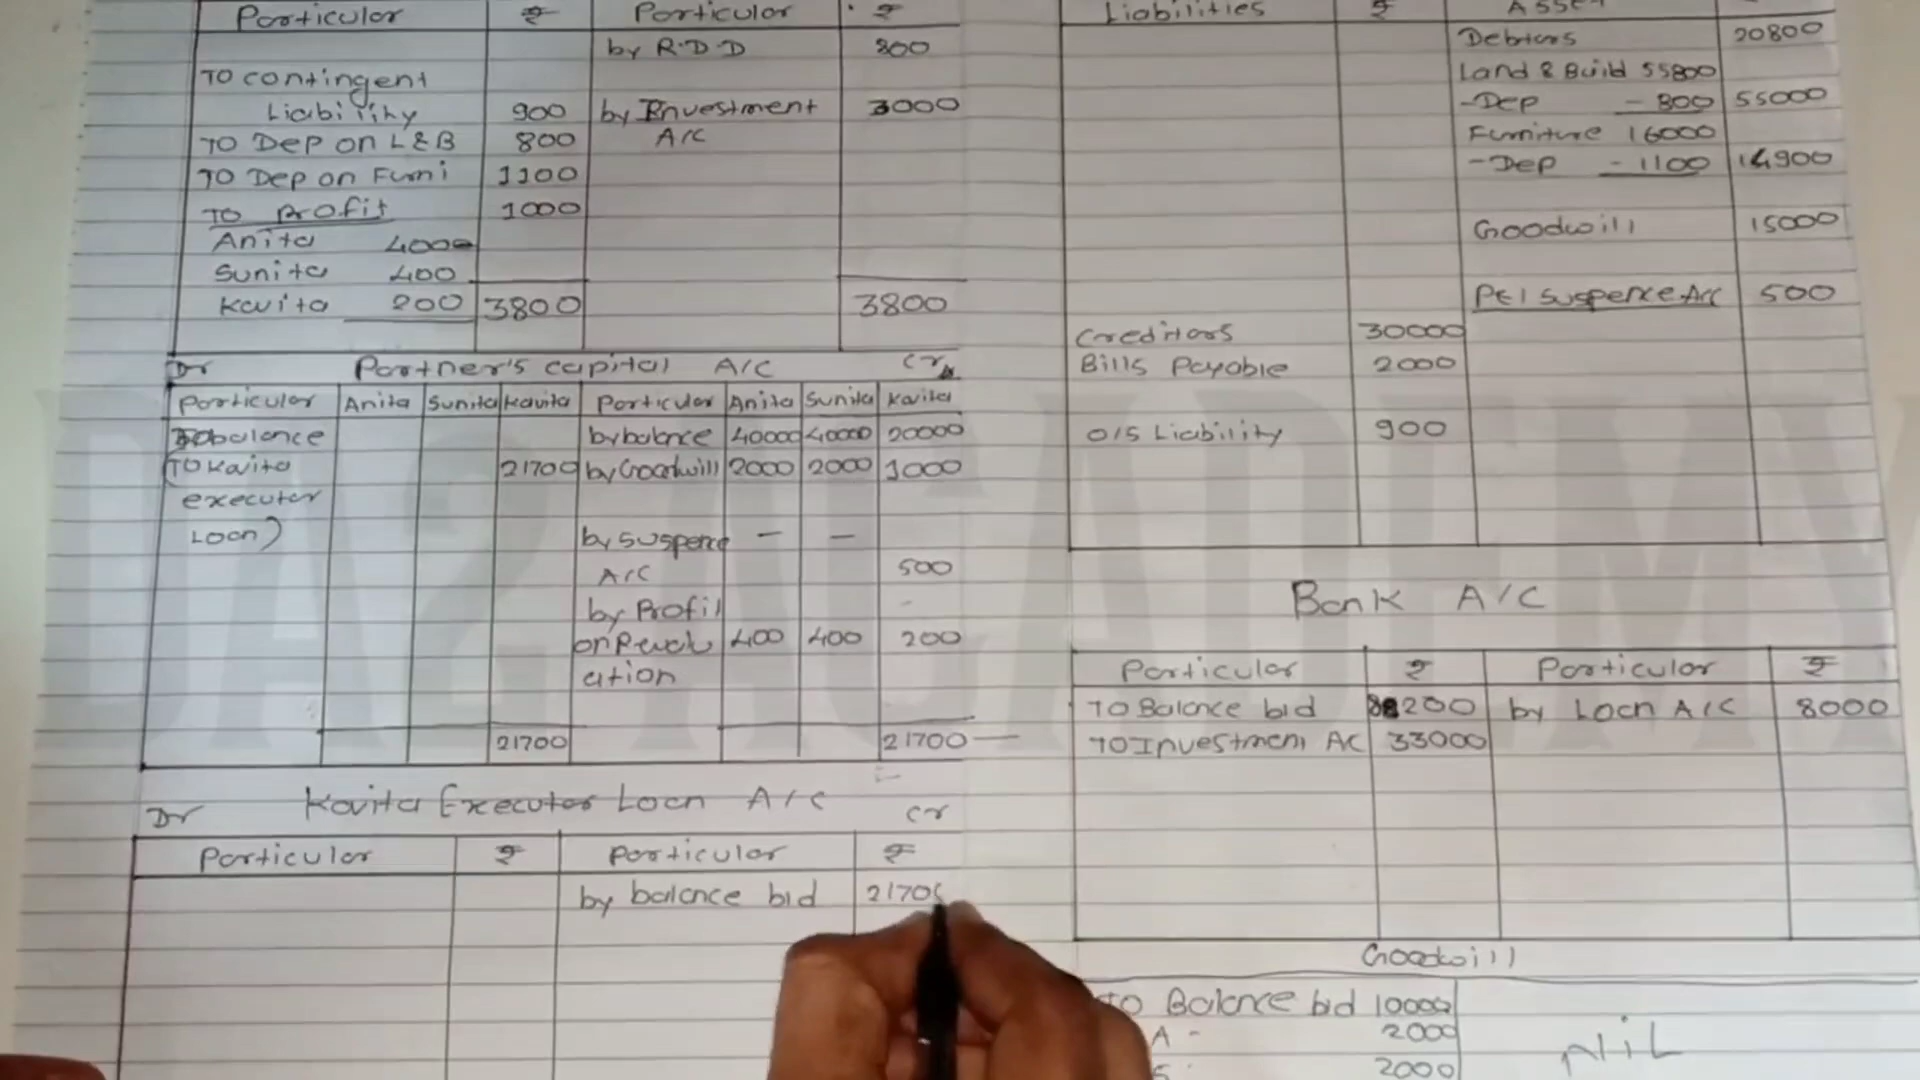 Particular ₹ Particular ₹
by R.D.D 800
To contingent
Liability 900 by Investment 3000
A/C
To Dep on L&B 800
To Dep on Furni 1100
To Profit 1000
Anita 4000
Sunita 400
Kavita 200 3800 3800
Dr Partner's capital A/C Cr
Particular Anita Sunita Kavita Particular Anita Sunita Kavita
To balance by balance 40000 40000 20000
(To Kavita 21700 by Goodwill 2000 2000 1000
executor
Loan) by suspence — —
A/C 500
by Profit
on Revalu 400 400 200
ation
21700 21700
Kavita Executor Loan A/C
Dr Cr
Particular ₹ Particular ₹
by balance b/d 2170
Liabilities ₹ Asset
Debtors 20800
Land & Build 55800
-Dep - 800 55000
Furniture 16000
-Dep - 1100 14900
Goodwill 15000
P&L Suspence A/c 500
Creditors 30000
Bills Payable 2000
O/S Liability 900
Bank A/C
Particular ₹ Particular ₹
To Balance b/d 8200 by Loan A/C 8000
To Investment AC 33000
Goodwill
To Balance b/d 10000
A - 2000
S - 2000
Nil
ACADEMY